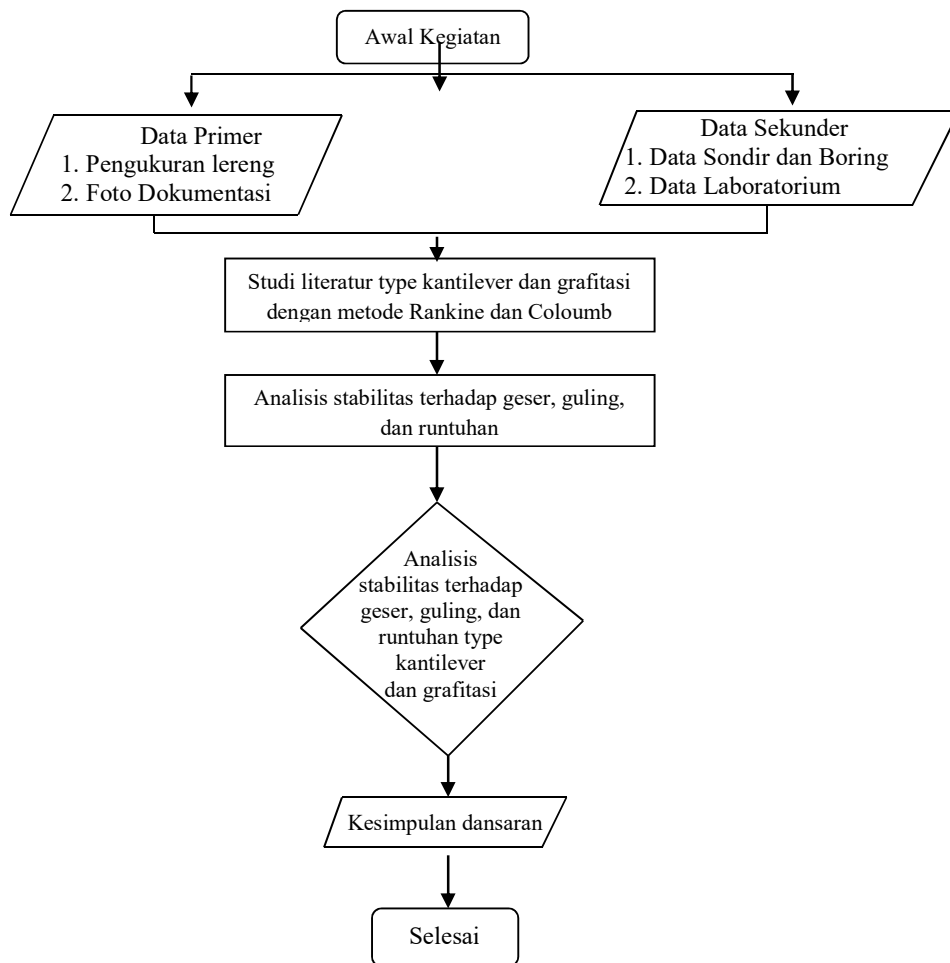 Awal Kegiatan
Data Primer
1. Pengukuran lereng
2. Foto Dokumentasi
Data Sekunder
1. Data Sondir dan Boring
2. Data Laboratorium
Studi literatur type kantilever dan grafitasi
dengan metode Rankine dan Coloumb
Analisis stabilitas terhadap geser, guling,
dan runtuhan
Analisis
stabilitas terhadap
geser, guling, dan
runtuhan type
kantilever
dan grafitasi
Kesimpulan dansaran
Selesai